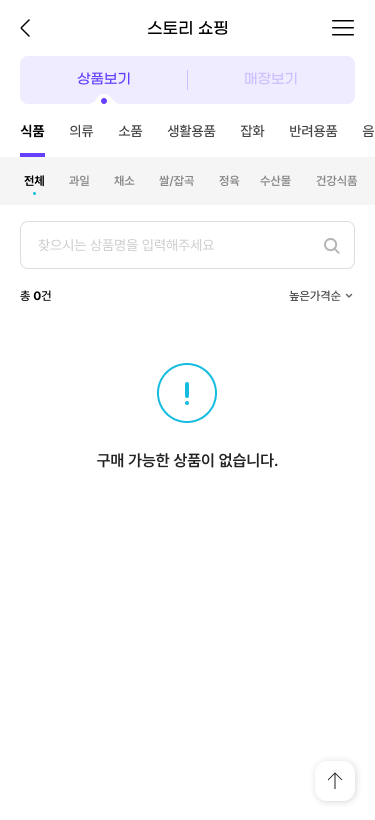 스토리 쇼핑
상품보기 매장보기
식품 의류 소품 생활용품 잡화 반려용품 음
전체 과일 채소 쌀/잡곡 정육 수산물 건강식품
찾으시는 상품명을 입력해주세요
총 0건 높은가격순
구매 가능한 상품이 없습니다.